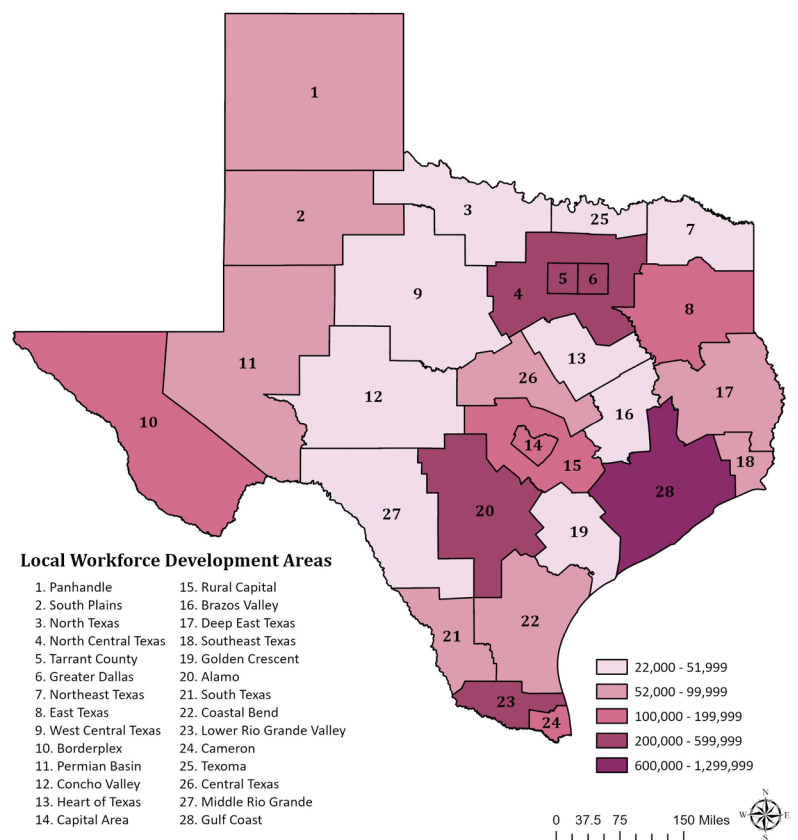 1
2
3
25
7
5
6
4
9
8
13
11
26
17
12
16
10
14
18
15
28
27
20
19
22
21
23
24
Local Workforce Development Areas
1. Panhandle
2. South Plains
3. North Texas
4. North Central Texas
5. Tarrant County
6. Greater Dallas
7. Northeast Texas
8. East Texas
9. West Central Texas
10. Borderplex
11. Permian Basin
12. Concho Valley
13. Heart of Texas
14. Capital Area
15. Rural Capital
16. Brazos Valley
17. Deep East Texas
18. Southeast Texas
19. Golden Crescent
20. Alamo
21. South Texas
22. Coastal Bend
23. Lower Rio Grande Valley
24. Cameron
25. Texoma
26. Central Texas
27. Middle Rio Grande
28. Gulf Coast
22,000 - 51,999
52,000 - 99,999
100,000 - 199,999
200,000 - 599,999
600,000 - 1,299,999
N
W E
S
0 37.5 75 150 Miles